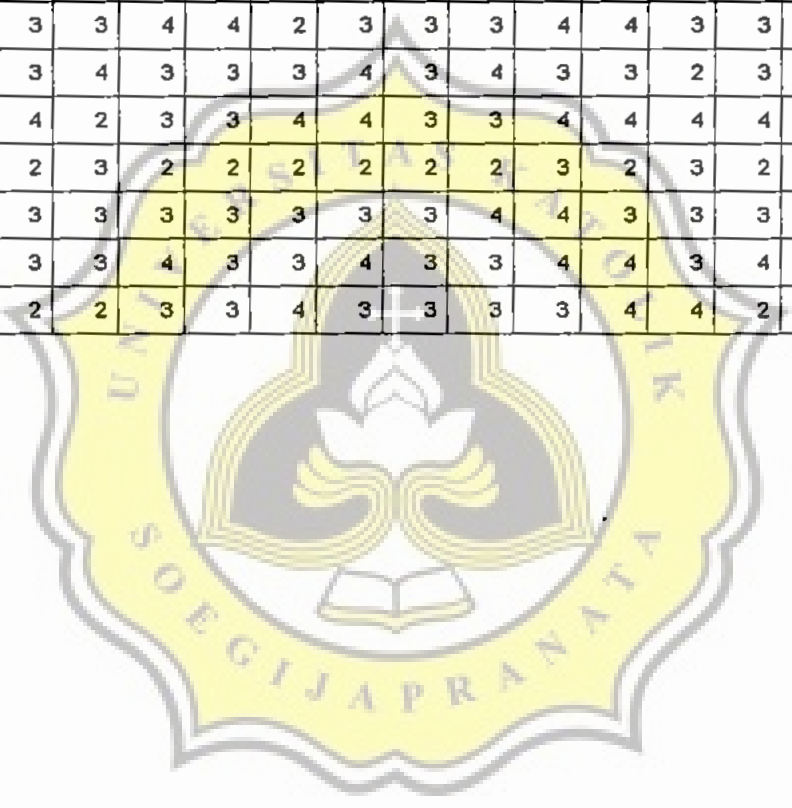 3 3 4 4 2 3 3 3 4 4 3 3
3 4 3 3 3 4 3 4 3 3 2 3
4 2 3 3 4 4 3 3 4 4 4 4
2 3 2 2 2 2 2 2 3 2 3 2
3 3 3 3 3 3 3 4 4 3 3 3
3 3 4 3 3 4 3 3 4 4 3 4
2 2 3 3 4 3 3 3 3 4 4 2
UNIVERSITAS KATOLIK
SOEGIJAPRANATA